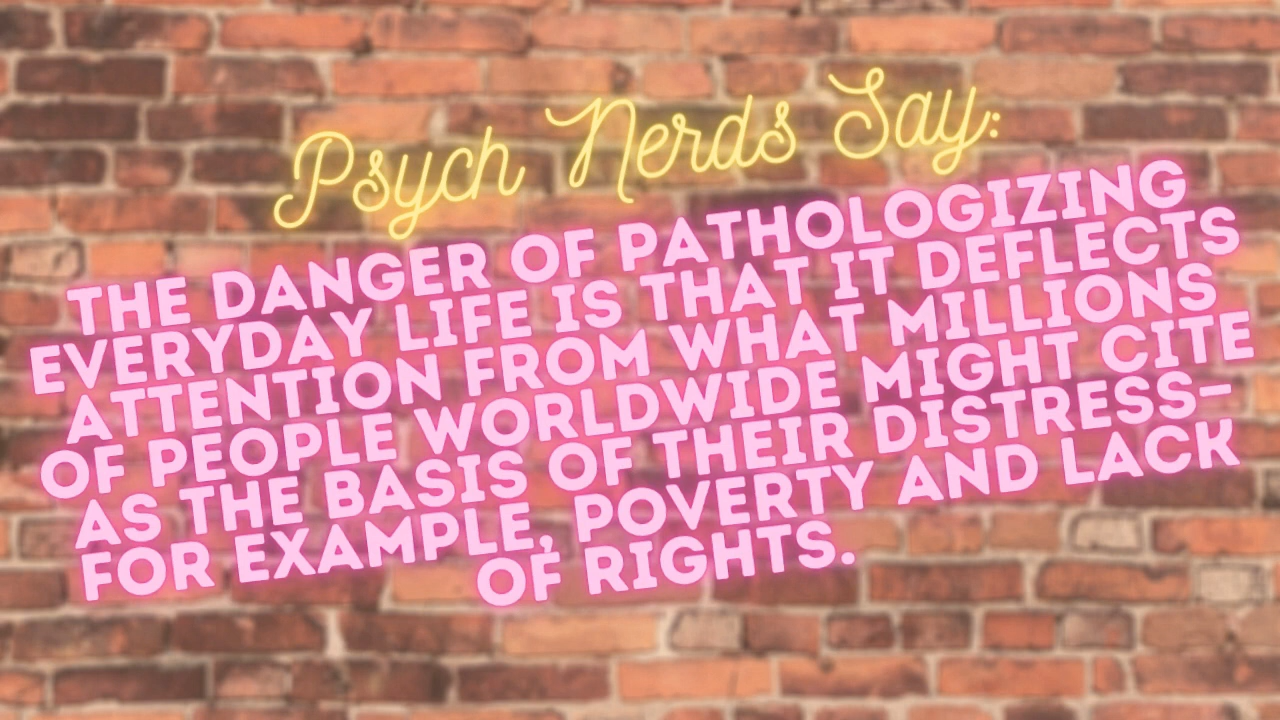 Psych Nerds Say:
THE DANGER OF PATHOLOGIZING
EVERYDAY LIFE IS THAT IT DEFLECTS
ATTENTION FROM WHAT MILLIONS
OF PEOPLE WORLDWIDE MIGHT CITE
AS THE BASIS OF THEIR DISTRESS–
FOR EXAMPLE, POVERTY AND LACK
OF RIGHTS.